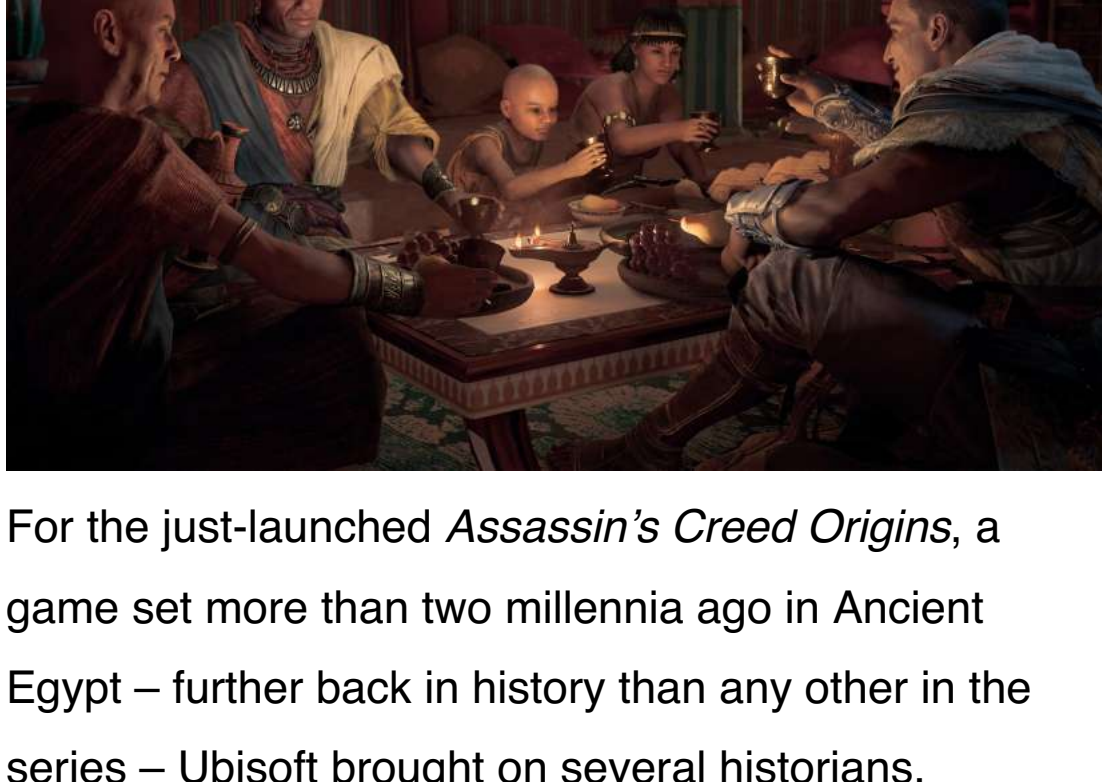 For the just-launched Assassin’s Creed Origins, a
game set more than two millennia ago in Ancient
Egypt – further back in history than any other in the
series – Ubisoft brought on several historians,